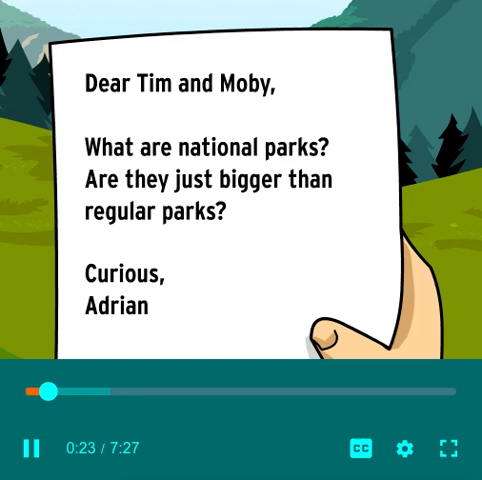 Dear Tim and Moby,
What are national parks?
Are they just bigger than
regular parks?
Curious,
Adrian
0:23 / 7:27
CC